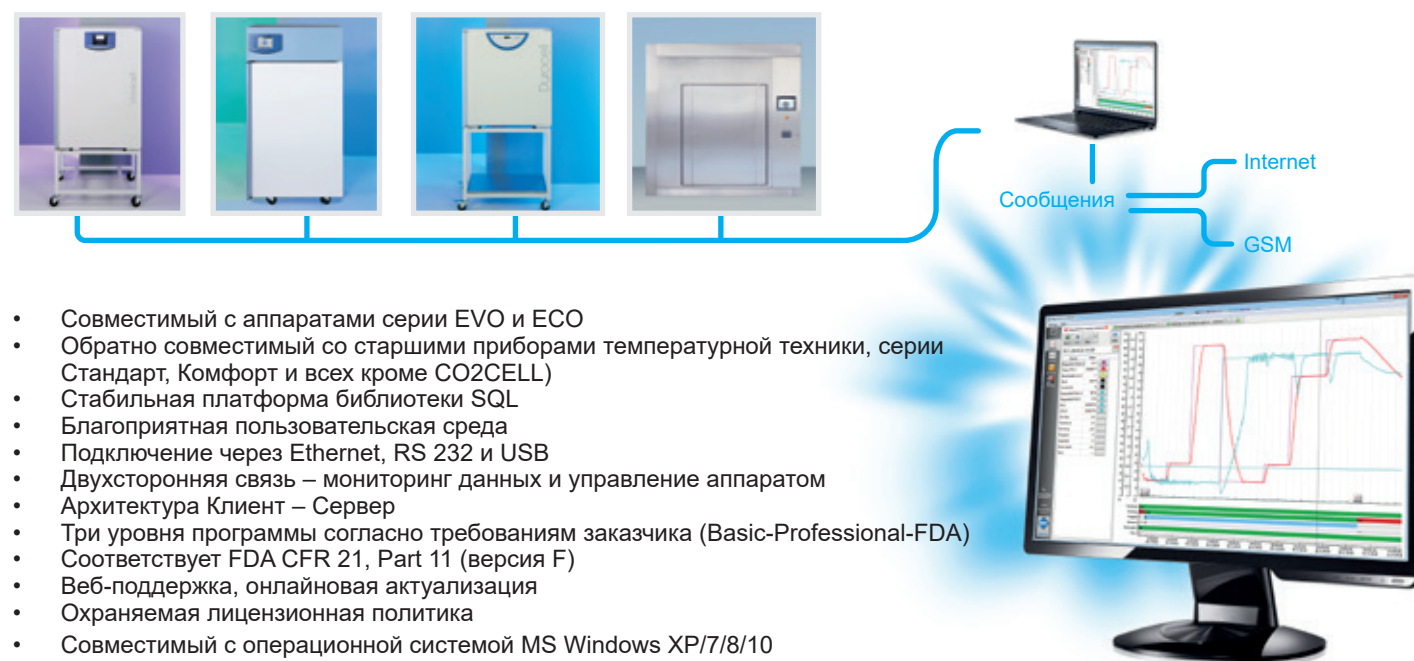 Durocell
Internet
Сообщения
GSM
• Совместимый с аппаратами серии EVO и ECO
• Обратно совместимый со старшими приборами температурной техники, серии
Стандарт, Комфорт и всех кроме CO2CELL)
• Стабильная платформа библиотеки SQL
• Благоприятная пользовательская среда
• Подключение через Ethernet, RS 232 и USB
• Двухсторонняя связь – мониторинг данных и управление аппаратом
• Архитектура Клиент – Сервер
• Три уровня программы согласно требованиям заказчика (Basic-Professional-FDA)
• Соответствует FDA CFR 21, Part 11 (версия F)
• Веб-поддержка, онлайновая актуализация
• Охраняемая лицензионная политика
• Совместимый с операционной системой MS Windows XP/7/8/10